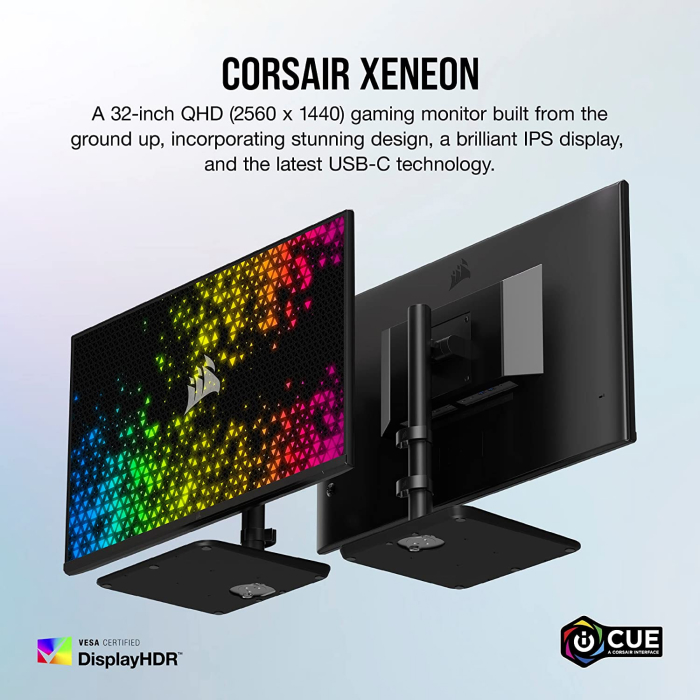 CORSAIR XENEON
A 32-inch QHD (2560 x 1440) gaming monitor built from the
ground up, incorporating stunning design, a brilliant IPS display,
and the latest USB-C technology.
VESA CERTIFIED
DisplayHDR™
iCUE
A CORSAIR INTERFACE